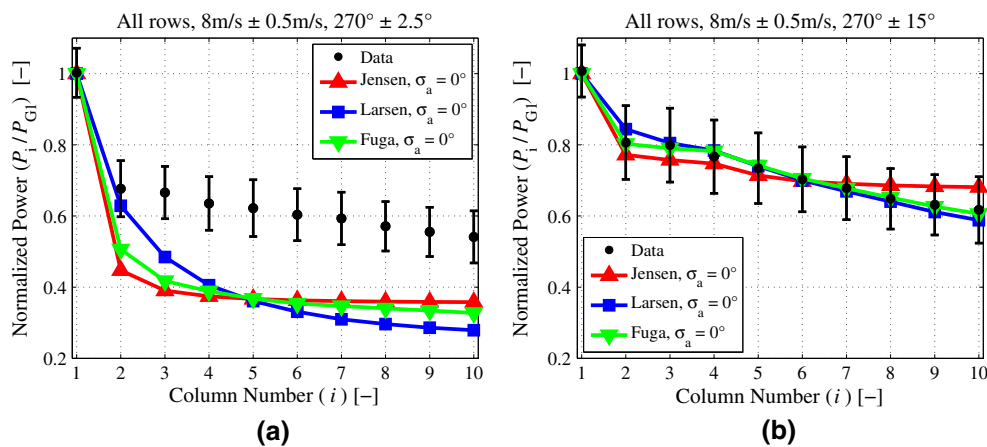 All rows, 8m/s ± 0.5m/s, 270° ± 2.5°
Normalized Power (P_i / P_G1) [–]
1
0.8
0.6
0.4
0.2
Data
Jensen, σ_a = 0°
Larsen, σ_a = 0°
Fuga, σ_a = 0°
1 2 3 4 5 6 7 8 9 10
Column Number (i) [–]
(a)
All rows, 8m/s ± 0.5m/s, 270° ± 15°
Normalized Power (P_i / P_G1) [–]
1
0.8
0.6
0.4
0.2
Data
Jensen, σ_a = 0°
Larsen, σ_a = 0°
Fuga, σ_a = 0°
1 2 3 4 5 6 7 8 9 10
Column Number (i) [–]
(b)